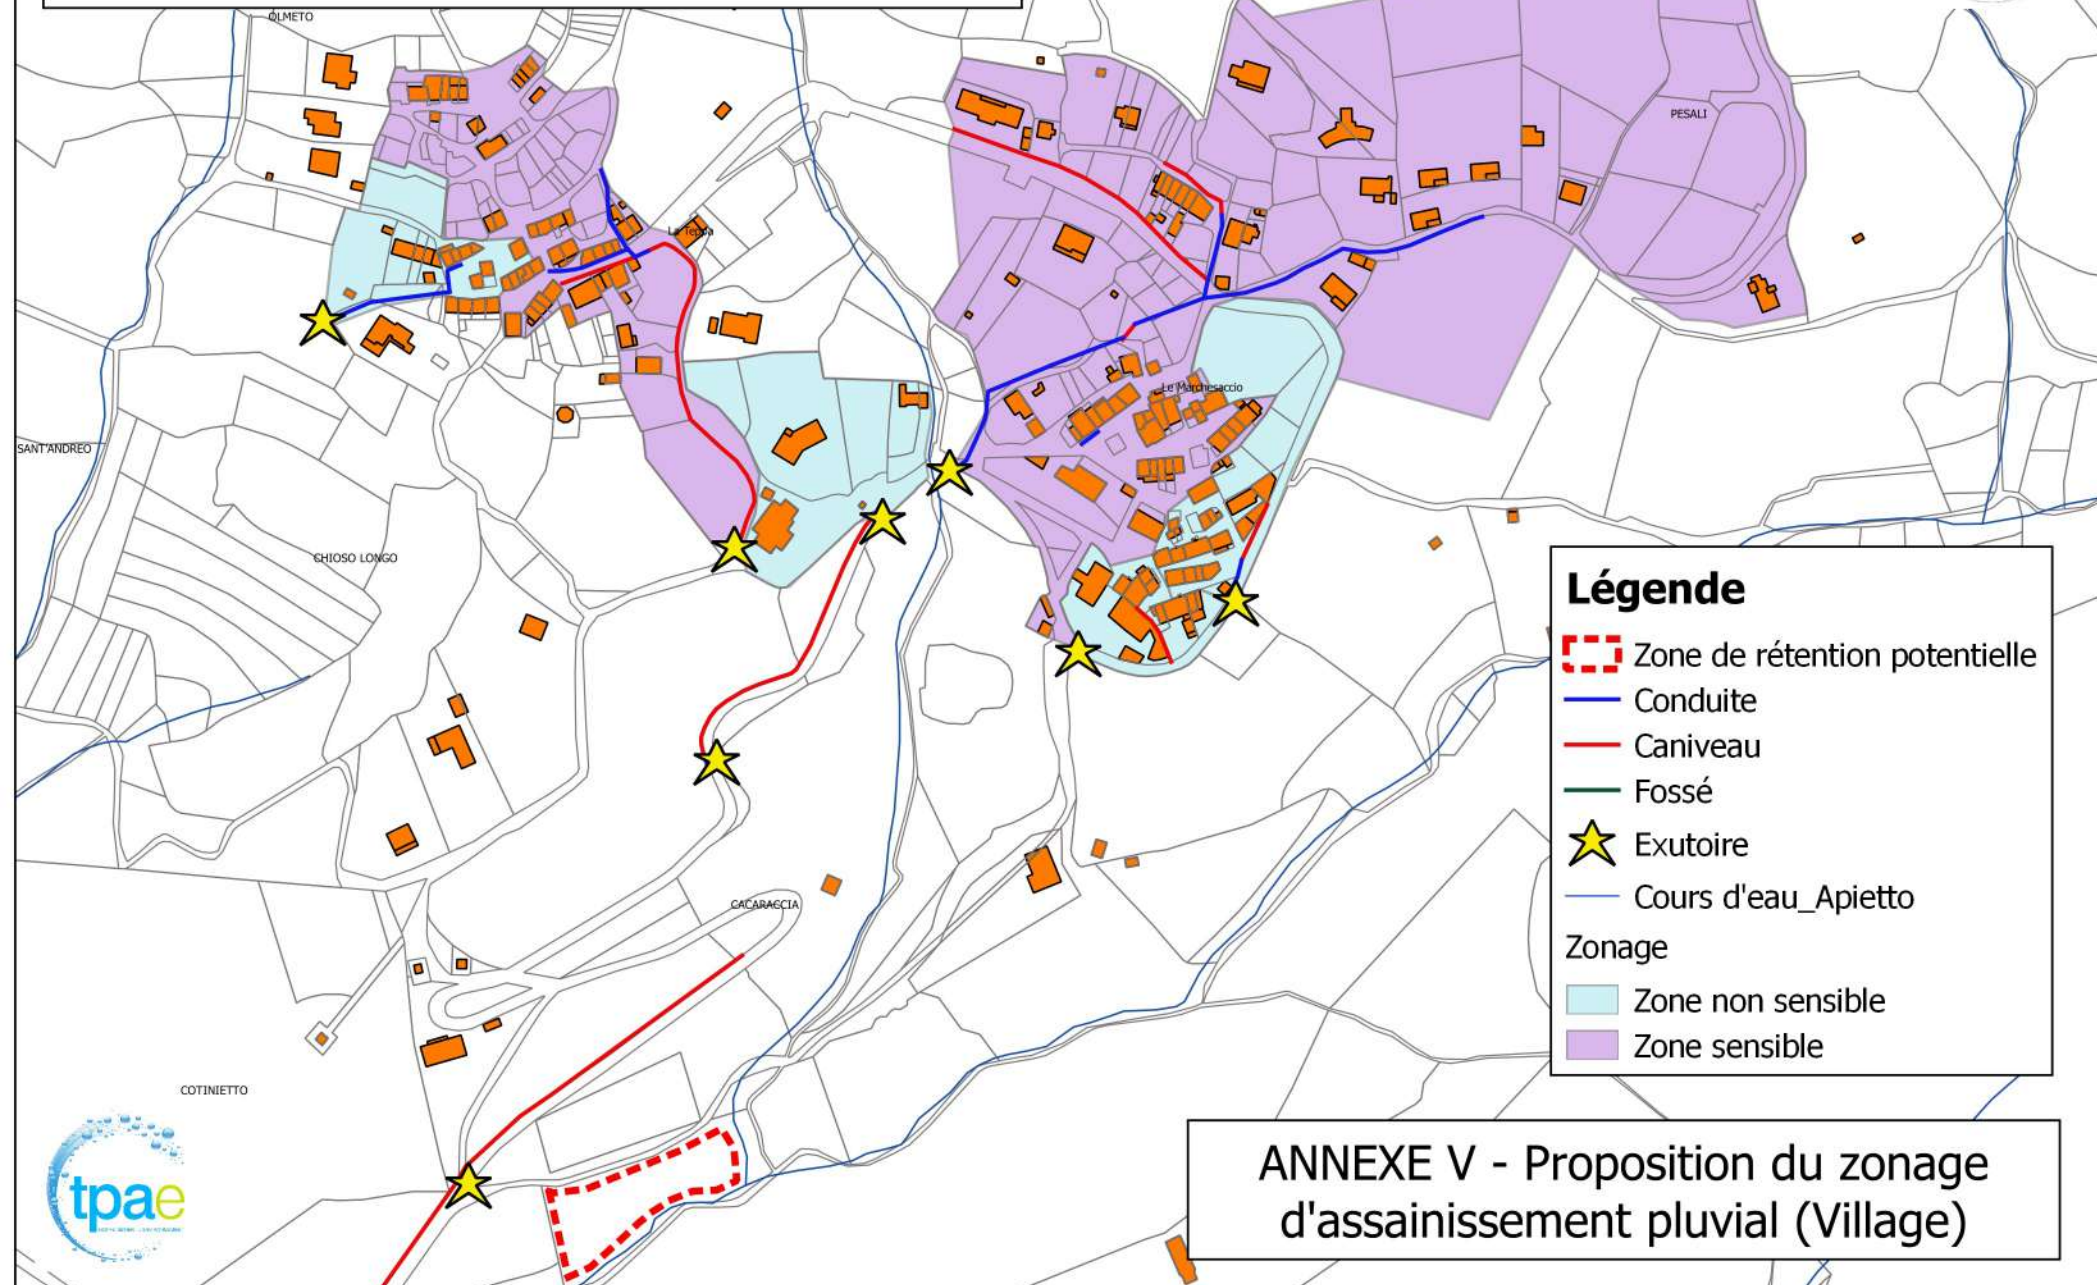 OLMETO
PESALI
La Teppa
Le Marchesaccio
SANT'ANDREO
CHIOSO LONGO
CACARACCIA
COTINIETTO
Légende
Zone de rétention potentielle
Conduite
Caniveau
Fossé
Exutoire
Cours d'eau_Apietto
Zonage
Zone non sensible
Zone sensible
ANNEXE V - Proposition du zonage
d'assainissement pluvial (Village)
tpae